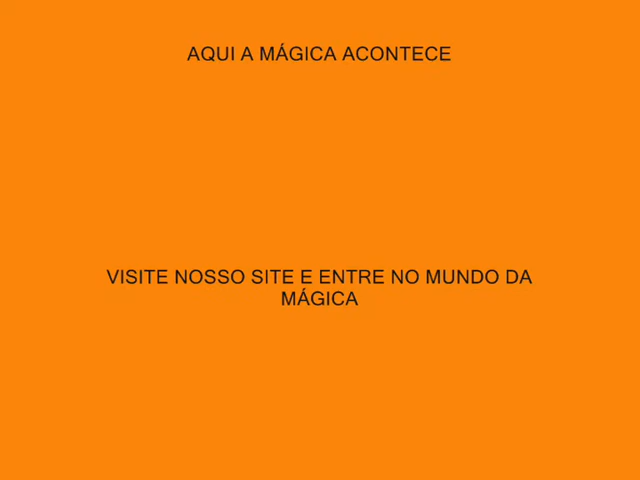 AQUI A MÁGICA ACONTECE
VISITE NOSSO SITE E ENTRE NO MUNDO DA
MÁGICA